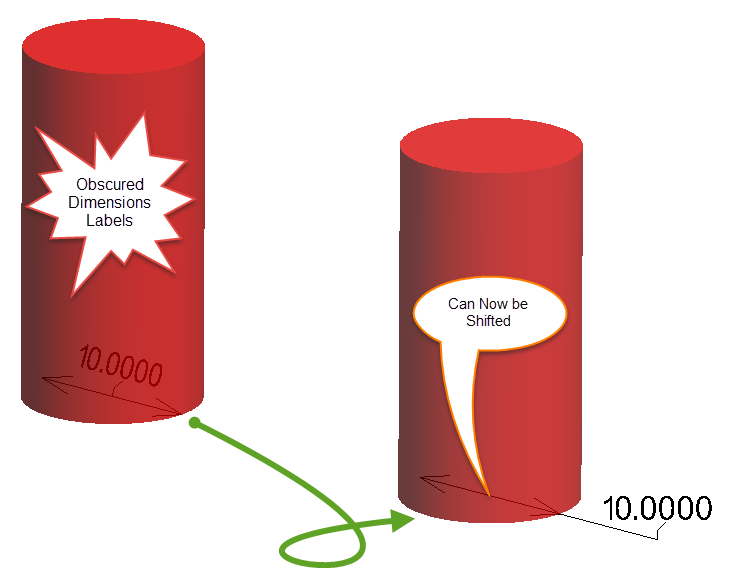 Obscured
Dimensions
Labels
10.0000
Can Now be
Shifted
10.0000